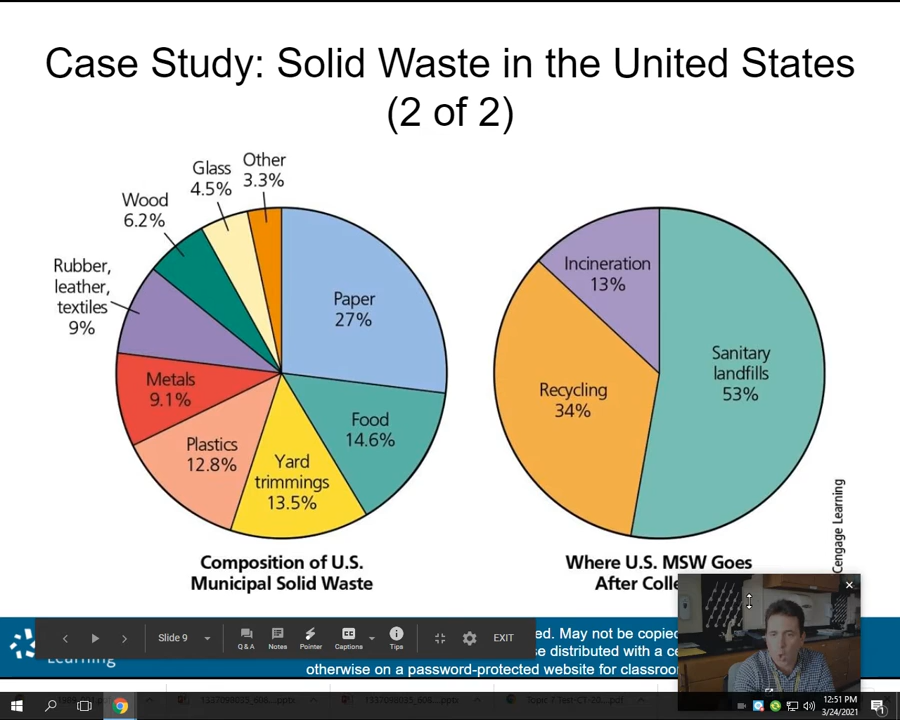 Case Study: Solid Waste in the United States
(2 of 2)
Glass
4.5%
Other
3.3%
Wood
6.2%
Rubber,
leather,
textiles
9%
Paper
27%
Metals
9.1%
Food
14.6%
Plastics
12.8%
Yard
trimmings
13.5%
Incineration
13%
Sanitary
landfills
53%
Recycling
34%
Cengage Learning
Composition of U.S.
Municipal Solid Waste
Where U.S. MSW Goes
After
ed. May not be copied
se distributed with a
otherwise on a password-protected website for
Learning
Slide 9
Q & A
Notes
Pointer
CC
Captions
Tips
EXIT
12:51 PM
3/24/2021